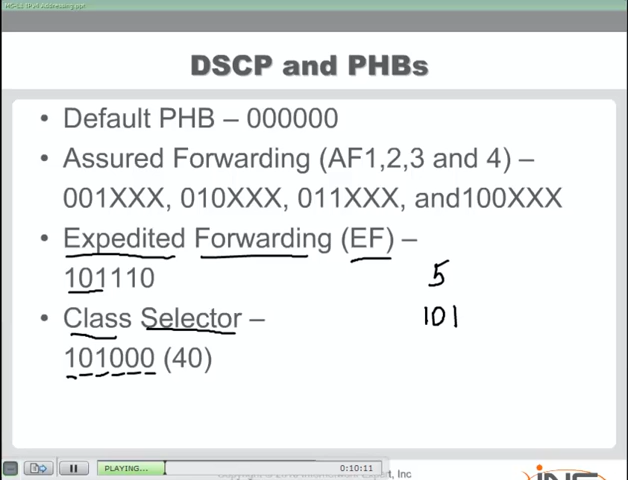 DSCP and PHBs
• Default PHB – 000000
• Assured Forwarding (AF1,2,3 and 4) –
001XXX, 010XXX, 011XXX, and100XXX
• Expedited Forwarding (EF) –
101110
5
• Class Selector –
101
101000 (40)
PLAYING...
0:10:11